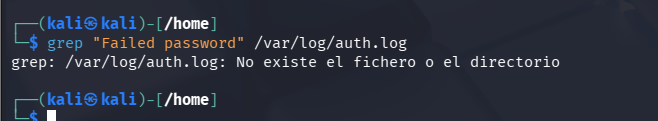 ┌──(kali㉿kali)-[/home]
└─$ grep "Failed password" /var/log/auth.log
grep: /var/log/auth.log: No existe el fichero o el directorio
┌──(kali㉿kali)-[/home]
└─$